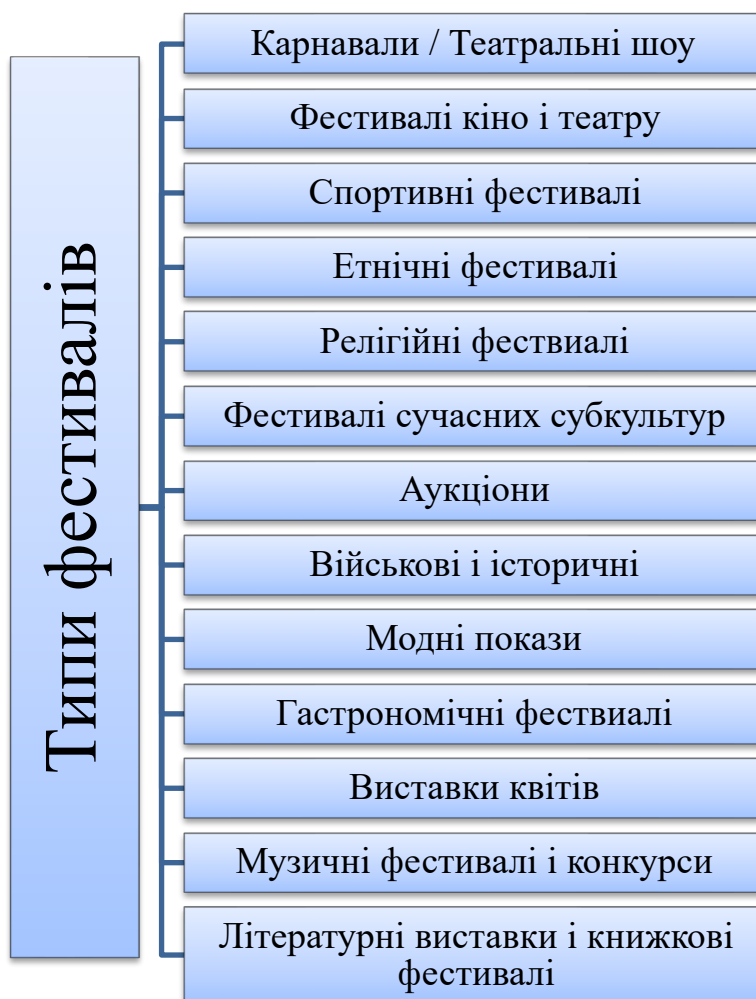 Типи фестивалів
Карнавали / Театральні шоу
Фестивалі кіно і театру
Спортивні фестивалі
Етнічні фестивалі
Релігійні фествиалі
Фестивалі сучасних субкультур
Аукціони
Військові і історичні
Модні покази
Гастрономічні фествиалі
Виставки квітів
Музичні фестивалі і конкурси
Літературні виставки і книжкові
фестивалі